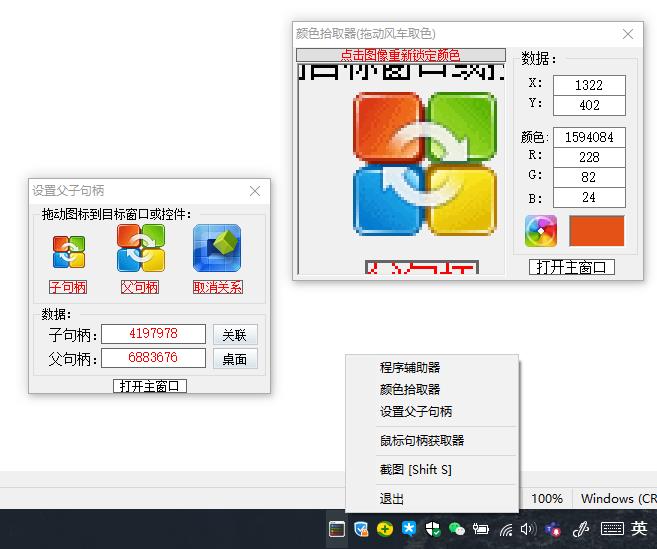 颜色拾取器(拖动风车取色)
点击图像重新锁定颜色
数据:
X: 1322
Y: 402
颜色: 1594084
R: 228
G: 82
B: 24
打开主窗口
设置父子句柄
拖动图标到目标窗口或控件:
子句柄 父句柄 取消关系
数据:
子句柄: 4197978 关联
父句柄: 6883676 桌面
打开主窗口
程序辅助器
颜色拾取器
设置父子句柄
鼠标句柄获取器
截图 [Shift S]
退出
100% Windows (CR
英